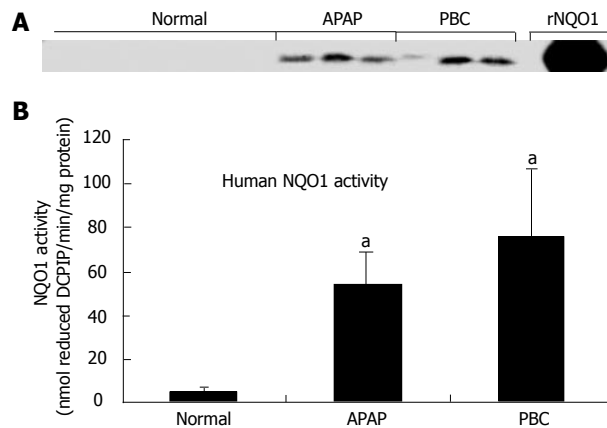 A
Normal APAP PBC rNQO1
B
NQO1 activity
(nmol reduced DCPIP/min/mg protein)
120
100
80
60
40
20
0
Human NQO1 activity
a
a
Normal APAP PBC